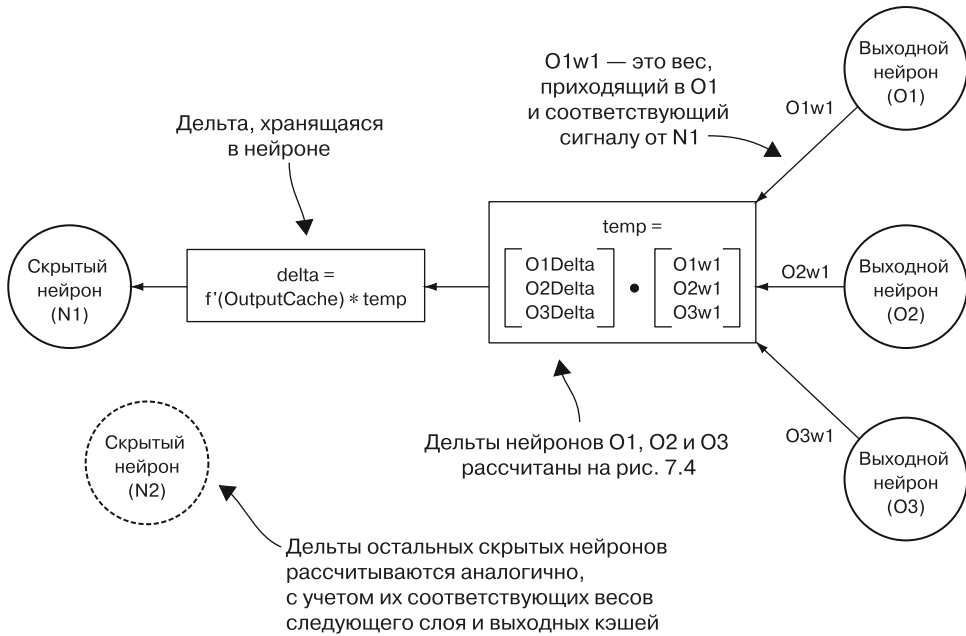 Выходной
нейрон
(O1)
O1w1 — это вес,
приходящий в O1
и соответствующий
сигналу от N1
O1w1
Дельта, хранящаяся
в нейроне
temp =
Скрытый
нейрон
(N1)
delta =
f'(OutputCache) * temp
O1Delta
O2Delta
O3Delta
•
O1w1
O2w1
O3w1
O2w1
Выходной
нейрон
(O2)
Дельты нейронов O1, O2 и O3
рассчитаны на рис. 7.4
O3w1
Выходной
нейрон
(O3)
Скрытый
нейрон
(N2)
Дельты остальных скрытых нейронов
рассчитываются аналогично,
с учетом их соответствующих весов
следующего слоя и выходных кэшей